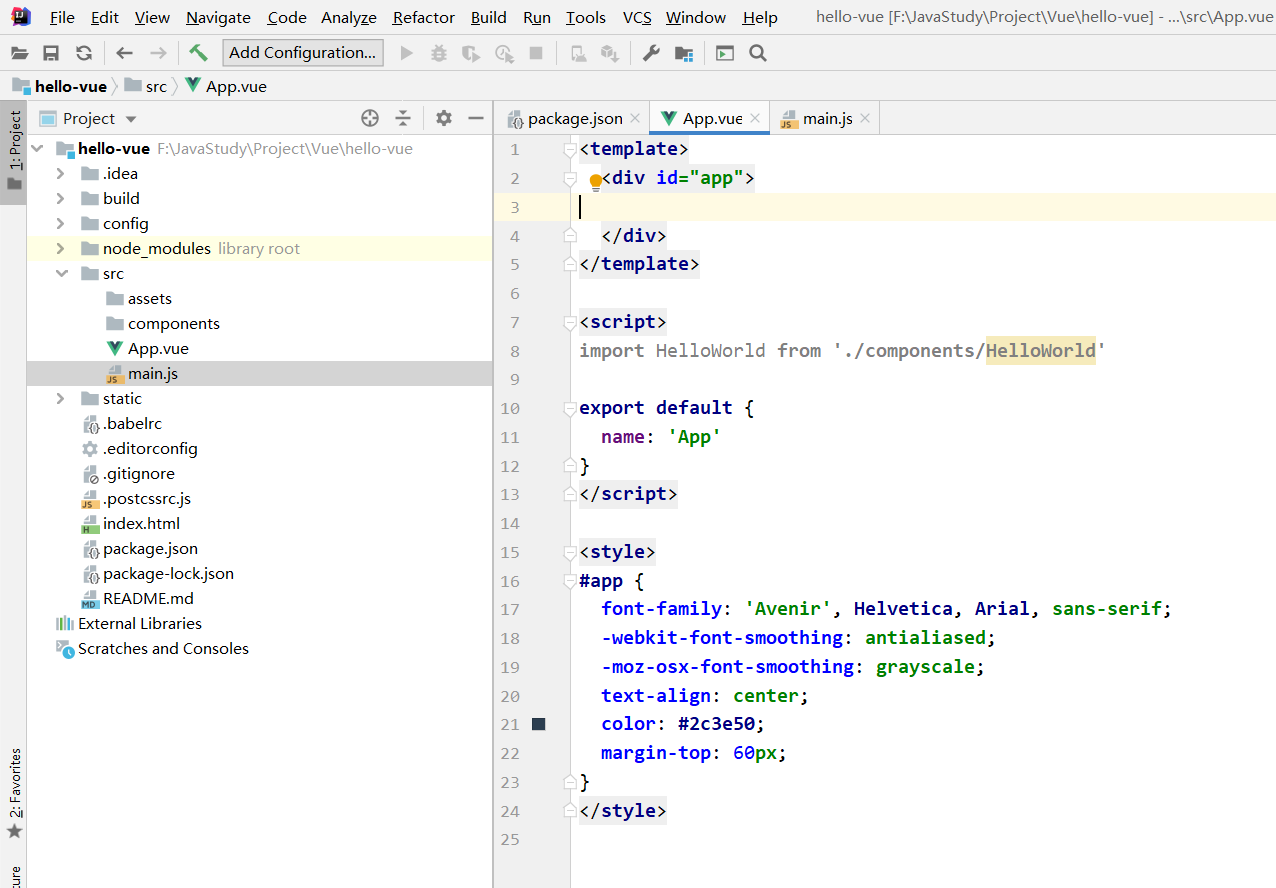 File Edit View Navigate Code Analyze Refactor Build Run Tools VCS Window Help hello-vue [F:\JavaStudy\Project\Vue\hello-vue] - ...\src\App.vue
Add Configuration...
hello-vue src App.vue
1: Project
Project
hello-vue F:\JavaStudy\Project\Vue\hello-vue
.idea
build
config
node_modules library root
src
assets
components
App.vue
main.js
static
.babelrc
.editorconfig
.gitignore
.postcssrc.js
index.html
package.json
package-lock.json
README.md
External Libraries
Scratches and Consoles
2: Favorites
package.json App.vue main.js
1 <template>
2 <div id="app">
3
4 </div>
5 </template>
6
7 <script>
8 import HelloWorld from './components/HelloWorld'
9
10 export default {
11 name: 'App'
12 }
13 </script>
14
15 <style>
16 #app {
17 font-family: 'Avenir', Helvetica, Arial, sans-serif;
18 -webkit-font-smoothing: antialiased;
19 -moz-osx-font-smoothing: grayscale;
20 text-align: center;
21 color: #2c3e50;
22 margin-top: 60px;
23 }
24 </style>
25